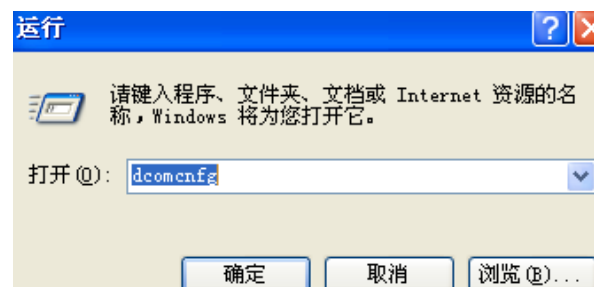 运行
请键入程序、文件夹、文档或 Internet 资源的名
称，Windows 将为您打开它。
打开(O): dcomcnfg
确定 取消 浏览(B)...